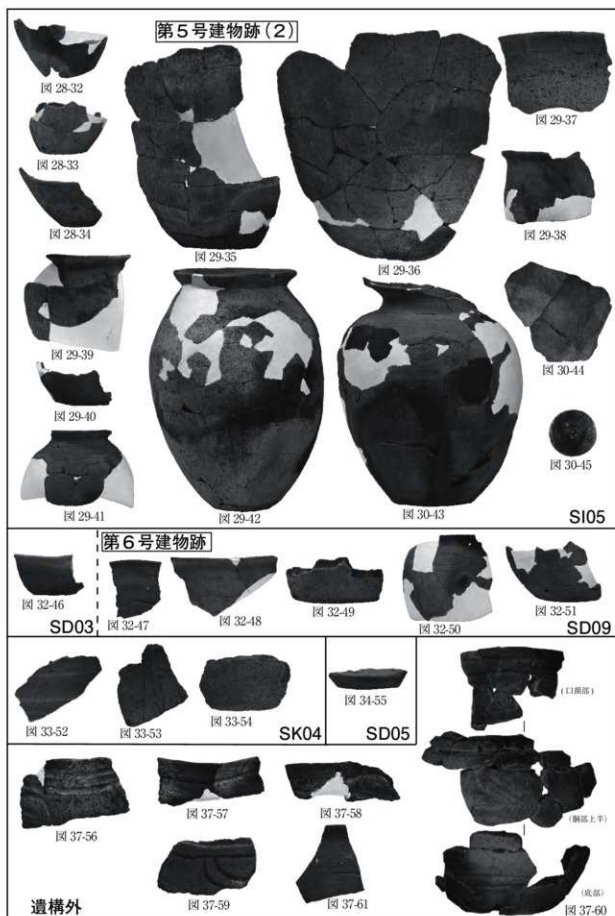 第5号建物跡(2)
図 28-32
図 28-33
図 28-34
図 29-35
図 29-36
図 29-37
図 29-38
図 29-39
図 29-40
図 29-41
図 29-42
図 30-43
図 30-44
図 30-45
SI05
図 32-46
SD03
第6号建物跡
図 32-47
図 32-48
図 32-49
図 32-50
図 32-51
SD09
図 33-52
図 33-53
図 33-54
SK04
図 34-55
SD05
(口頸部)
(胴部上半)
(底部)
図 37-60
図 37-56
図 37-57
図 37-58
図 37-59
図 37-61
遺構外